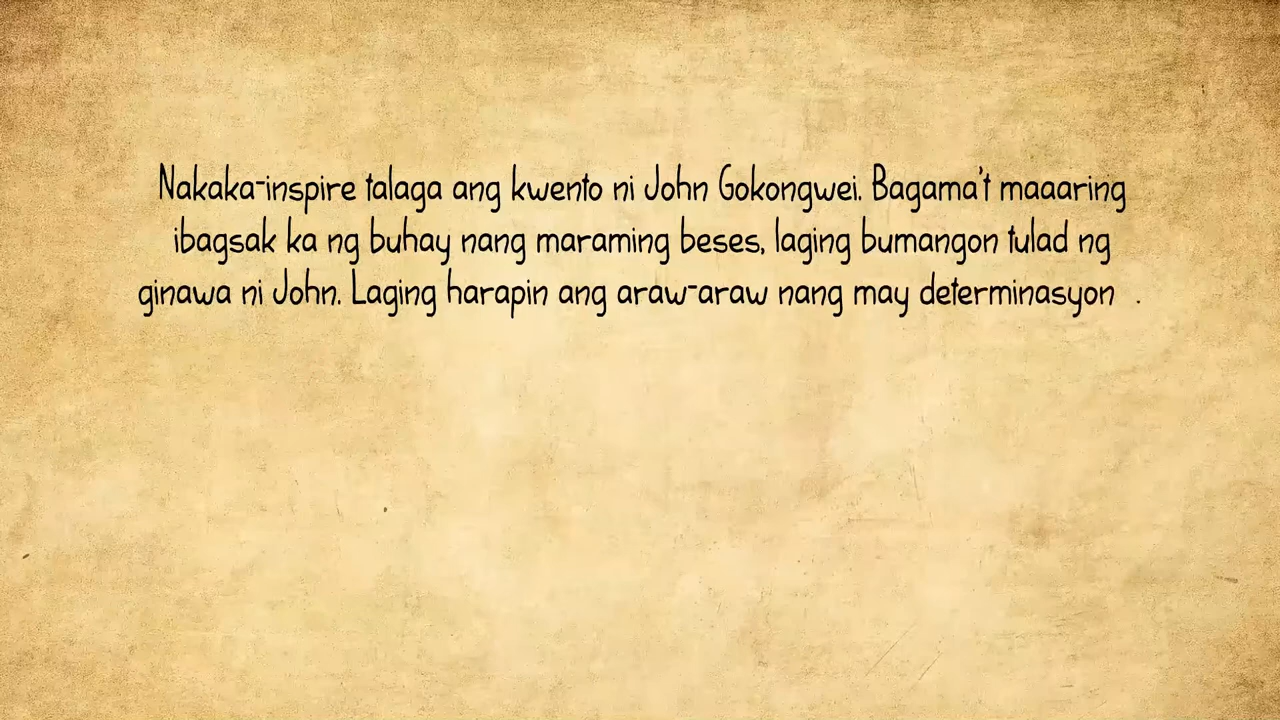 Nakaka-inspire talaga ang kwento ni John Gokongwei. Bagama't maaaring
ibagsak ka ng buhay nang maraming beses, laging bumangon tulad ng
ginawa ni John. Laging harapin ang araw-araw nang may determinasyon .